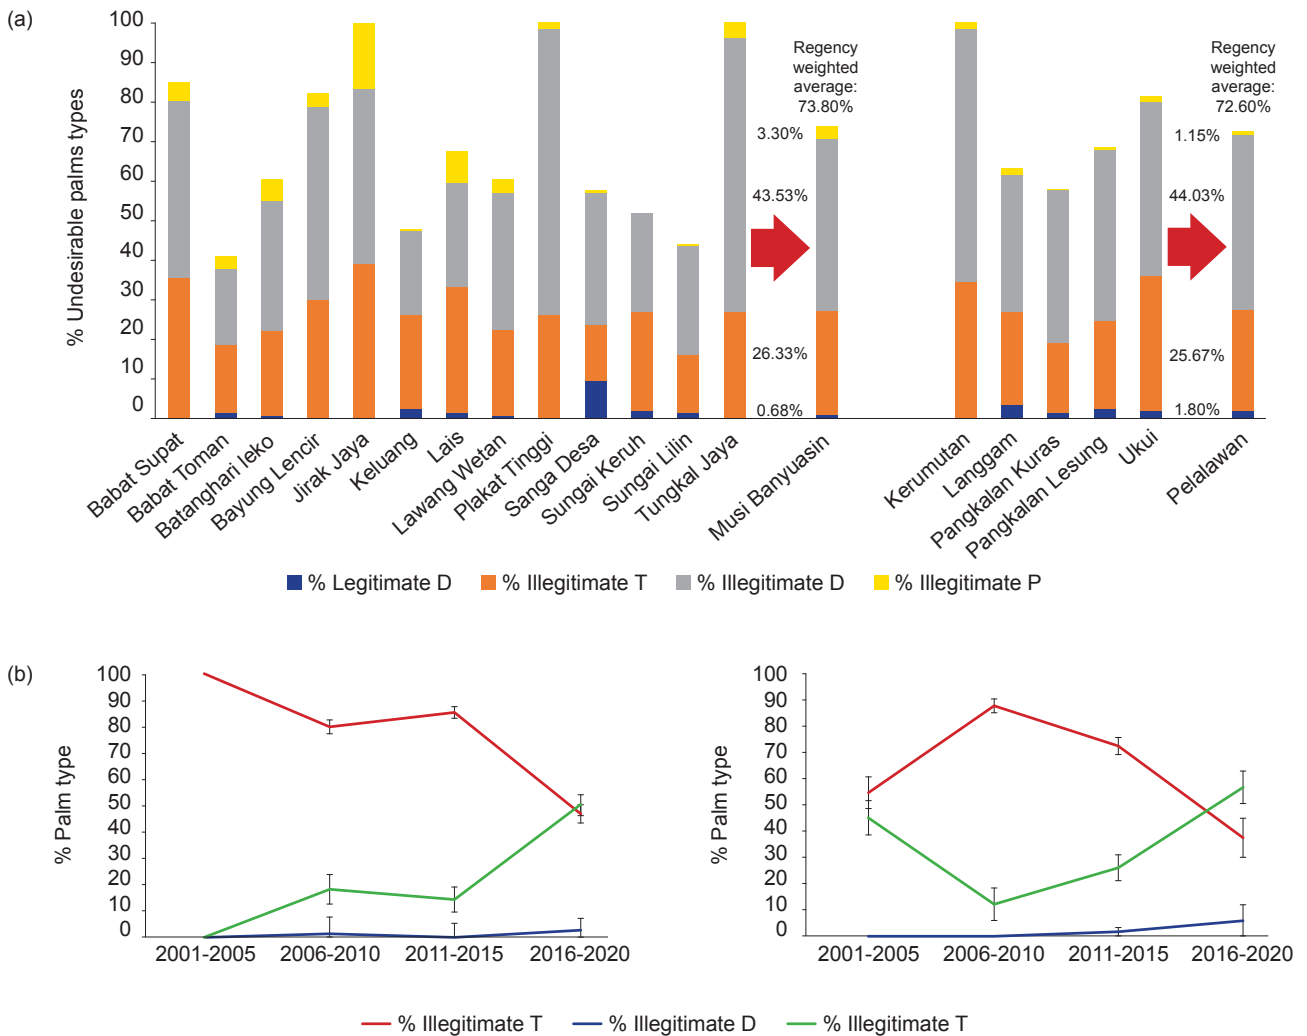 (a)
% Undesirable palms types
100
90
80
70
60
50
40
30
20
10
0
Regency
weighted
average:
73.80%
3.30%
43.53%
26.33%
0.68%
Regency
weighted
average:
72.60%
1.15%
44.03%
25.67%
1.80%
Babat Supat
Babat Toman
Batanghari leko
Bayung Lencir
Jirak Jaya
Keluang
Lais
Lawang Wetan
Plakat Tinggi
Sanga Desa
Sungai Keruh
Sungai Lilin
Tungkal Jaya
Musi Banyuasin
Kerumutan
Langgam
Pangkalan Kuras
Pangkalan Lesung
Ukui
Pelalawan
% Legitimate D % Illegitimate T % Illegitimate D % Illegitimate P
(b)
% Palm type
100
90
80
70
60
50
40
30
20
10
0
2001-2005 2006-2010 2011-2015 2016-2020
% Palm type
100
90
80
70
60
50
40
30
20
10
0
2001-2005 2006-2010 2011-2015 2016-2020
% Illegitimate T % Illegitimate D % Illegitimate T